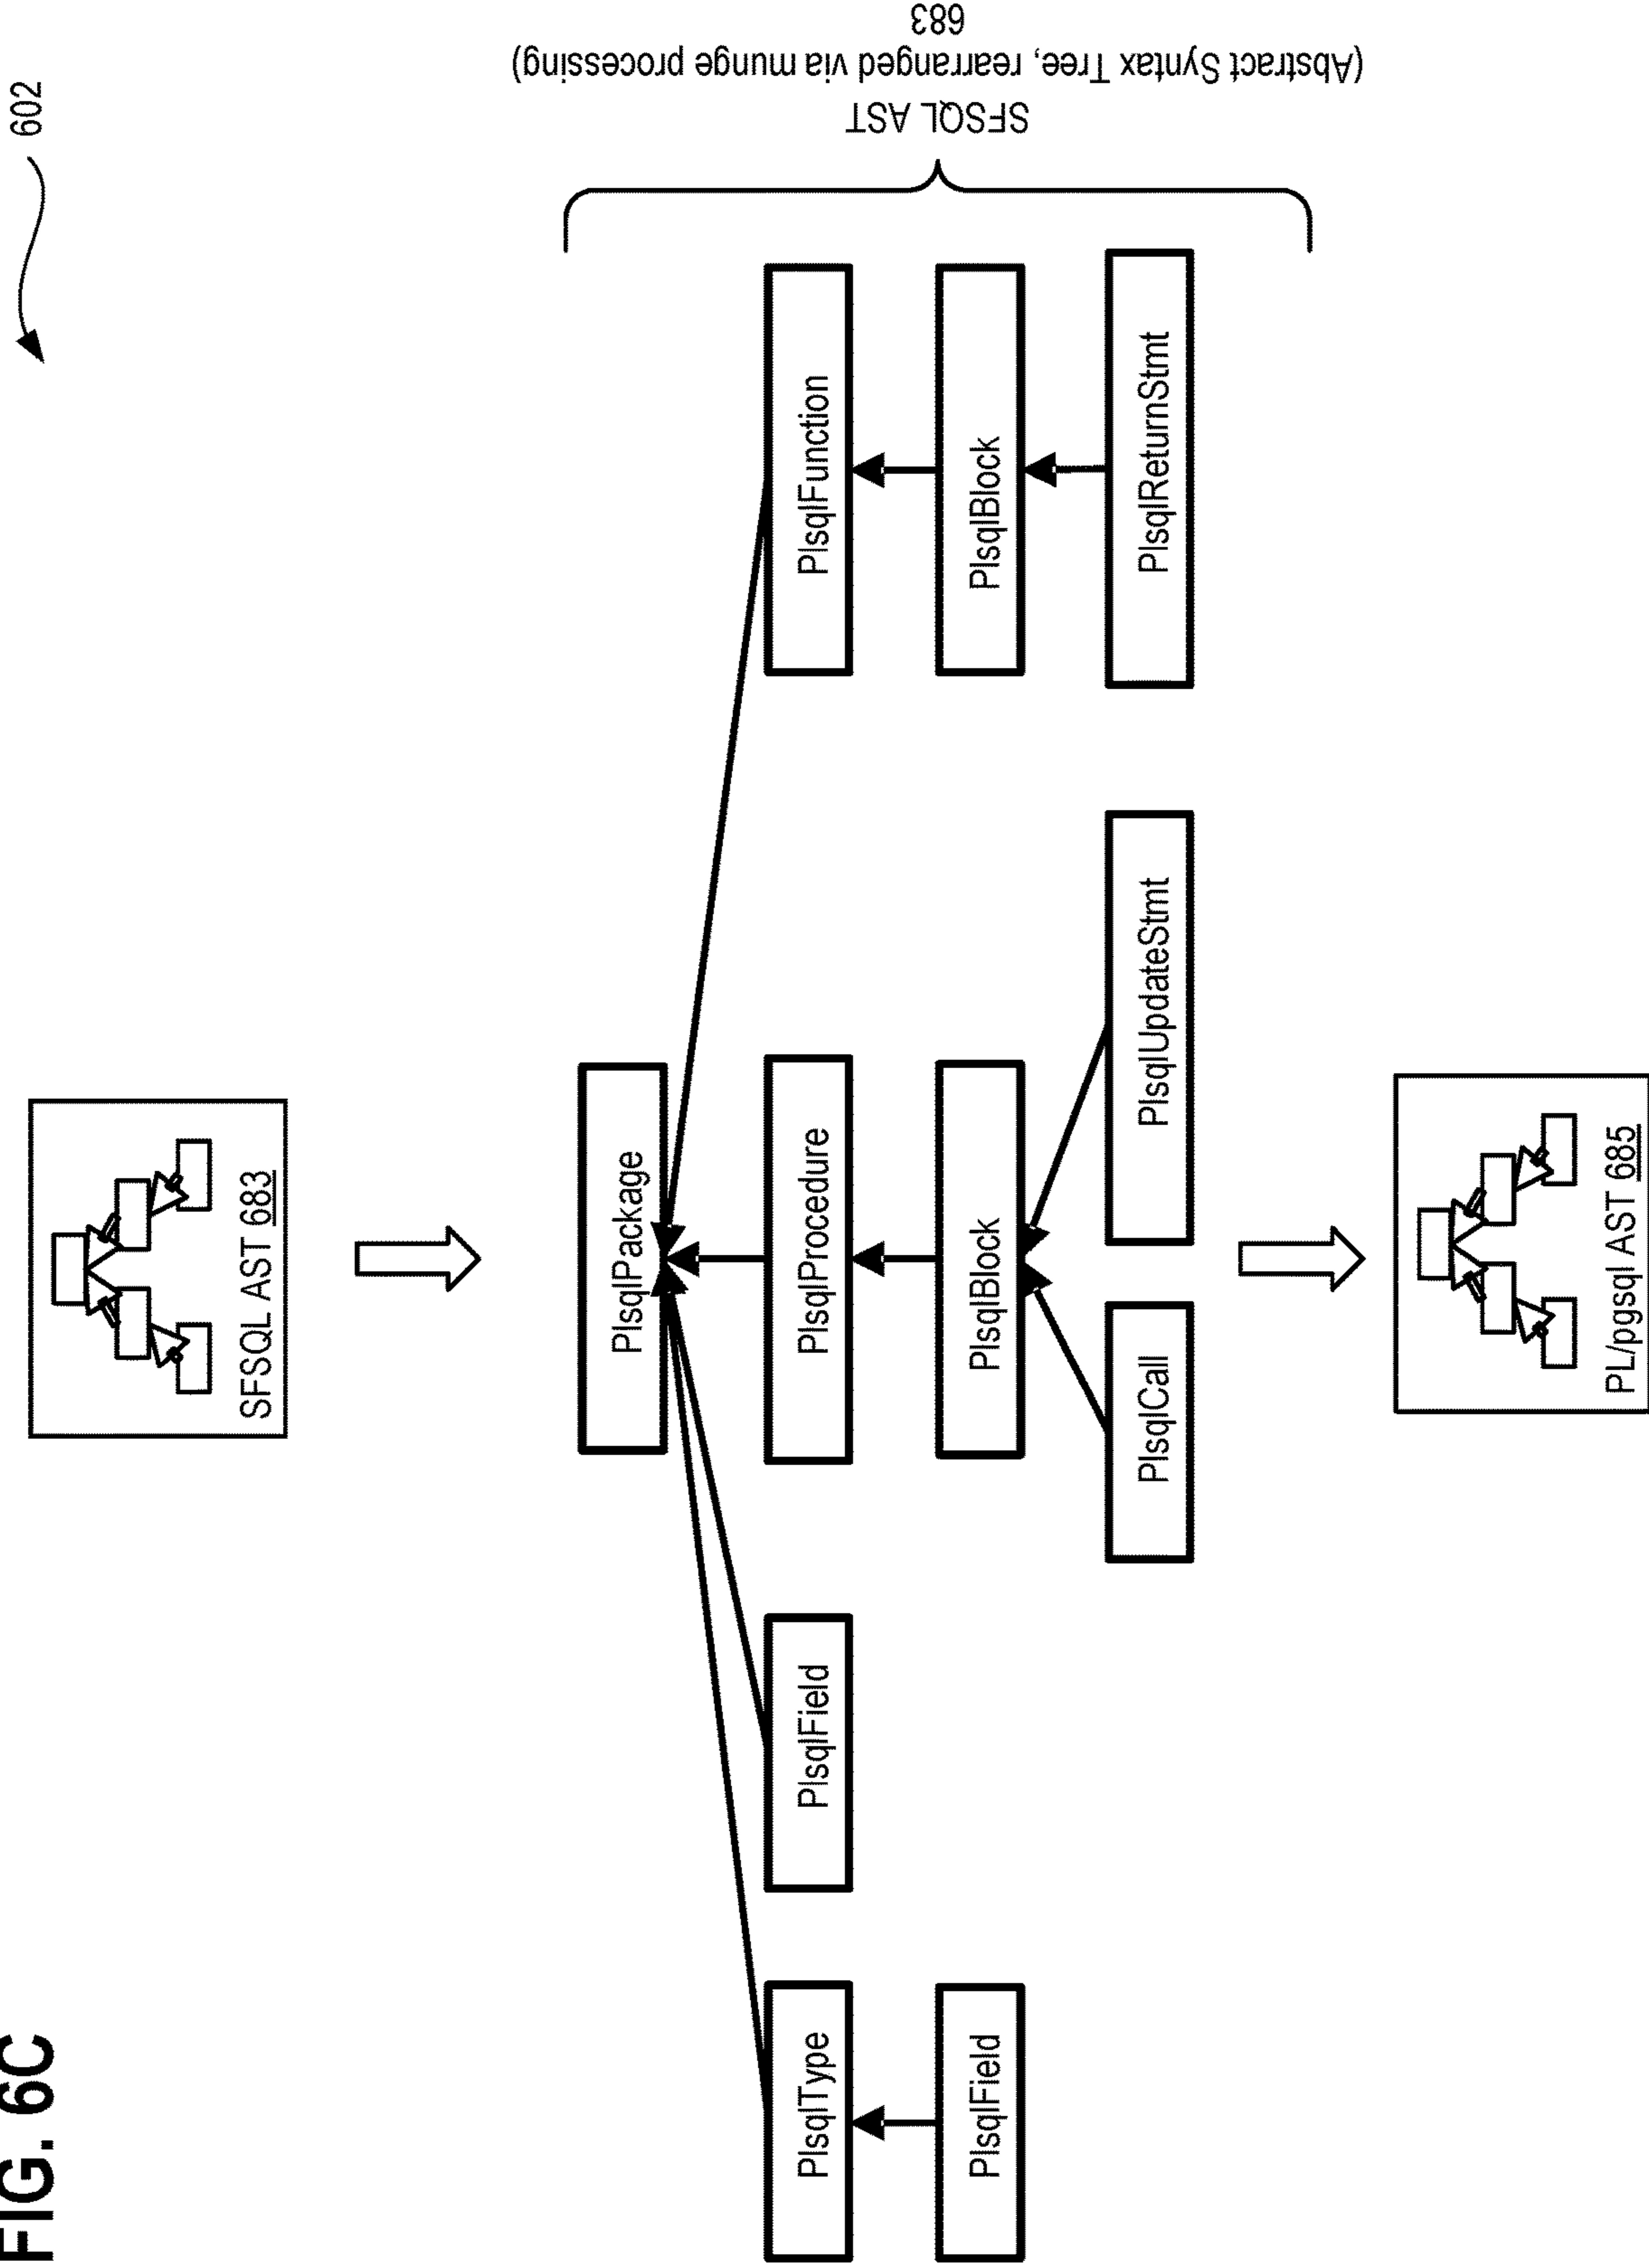 FIG. 6C
602
SFSQL AST 683
PlsqlPackage
PlsqlType
PlsqlField
PlsqlProcedure
PlsqlFunction
PlsqlField
PlsqlBlock
PlsqlBlock
PlsqlCall
PlsqlUpdateStmt
PlsqlReturnStmt
SFSQL AST
(Abstract Syntax Tree, rearranged via munge processing)
683
PL/pgsql AST 685